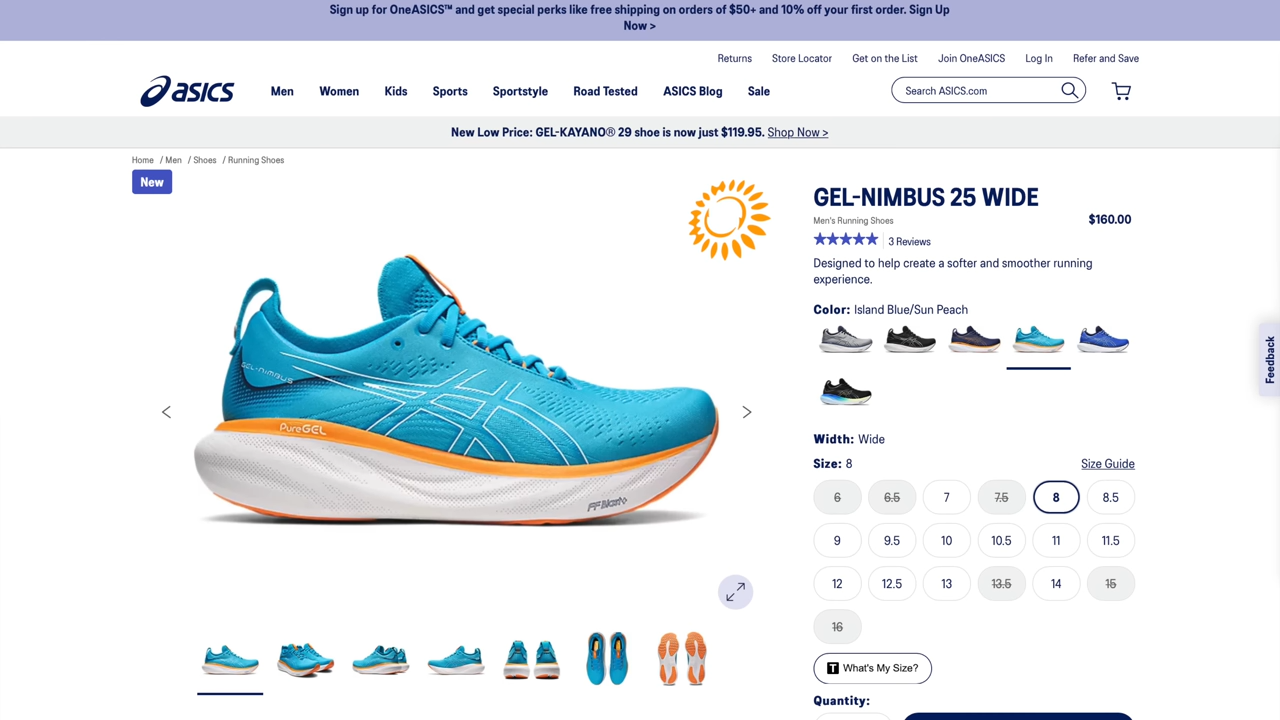 Sign up for OneASICS™ and get special perks like free shipping on orders of $50+ and 10% off your first order. Sign Up
Now >
Returns
Store Locator
Get on the List
Join OneASICS
Log In
Refer and Save
asics
Men
Women
Kids
Sports
Sportstyle
Road Tested
ASICS Blog
Sale
Search ASICS.com
New Low Price: GEL-KAYANO® 29 shoe is now just $119.95. Shop Now >
Home / Men / Shoes / Running Shoes
New
GEL-NIMBUS
PureGEL
FF Blast+
GEL-NIMBUS 25 WIDE
Men's Running Shoes
$160.00
3 Reviews
Designed to help create a softer and smoother running
experience.
Color: Island Blue/Sun Peach
Width: Wide
Size: 8
Size Guide
6 6.5 7 7.5 8 8.5
9 9.5 10 10.5 11 11.5
12 12.5 13 13.5 14 15
16
T What's My Size?
Quantity:
Feedback